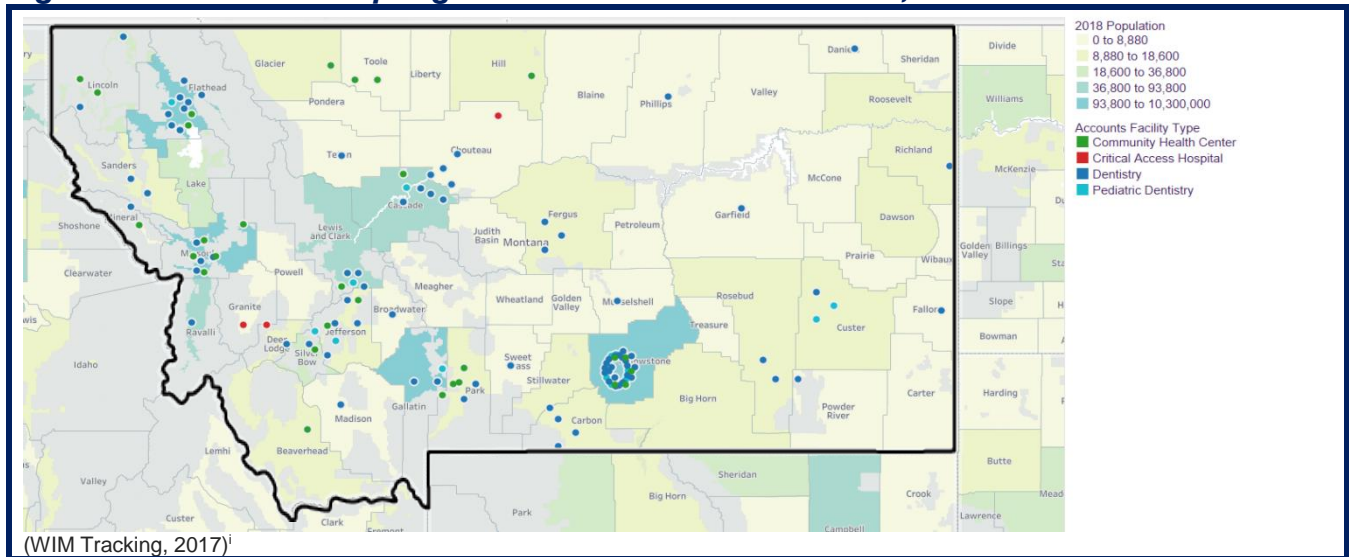 2018 Population
0 to 8,880
8,880 to 18,600
18,600 to 36,800
36,800 to 93,800
93,800 to 10,300,000
Accounts Facility Type
Community Health Center
Critical Access Hospital
Dentistry
Pediatric Dentistry
Glacier
Toole
Liberty
Hill
Blaine
Phillips
Valley
Sheridan
Divide
Lincoln
Flathead
Pondera
Roosevelt
Williams
Chouteau
Richland
McKenzie
Sanders
Lake
McCone
Mineral
Shoshone
Lewis
and Clark
Fergus
Petroleum
Garfield
Dawson
Judith
Basin
Montana
Golden
Valley
Billings
Clearwater
Powell
Prairie
Wibaux
Meagher
Granite
Broadwater
Wheatland
Golden
Valley
Musselshell
Rosebud
Treasure
Fallon
Slope
Ravalli
Jefferson
Custer
Bowman
Idaho
Silver
Bow
Sweet
Grass
Stillwater
Park
Gallatin
Madison
Big Horn
Powder
River
Carter
Harding
Carbon
Beaverhead
Lemhi
Butte
Valley
Sheridan
Big Horn
Park
Crook
Custer
Clark
Fremont
Campbell
Lawrence
(WIM Tracking, 2017)i